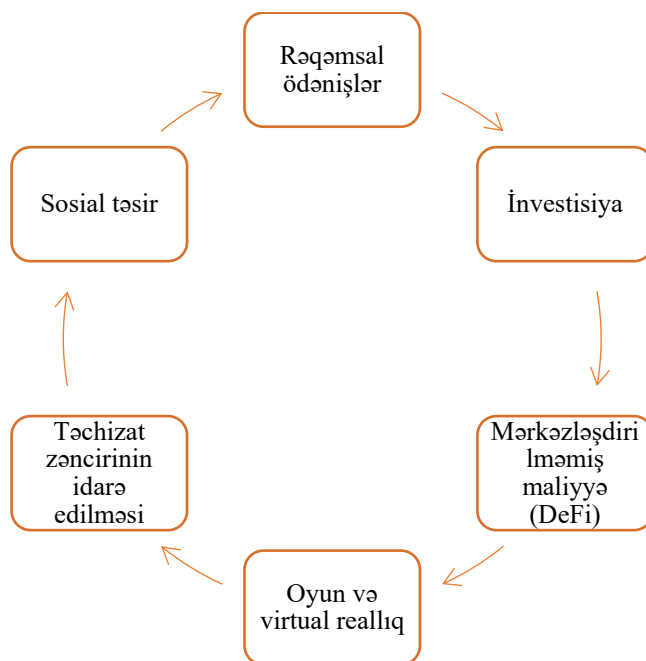 Rəqəmsal
ödənişlər
İnvestisiya
Mərkəzləşdiri
lməmiş
maliyyə
(DeFi)
Oyun və
virtual reallıq
Təchizat
zəncirinin
idarə
edilməsi
Sosial təsir